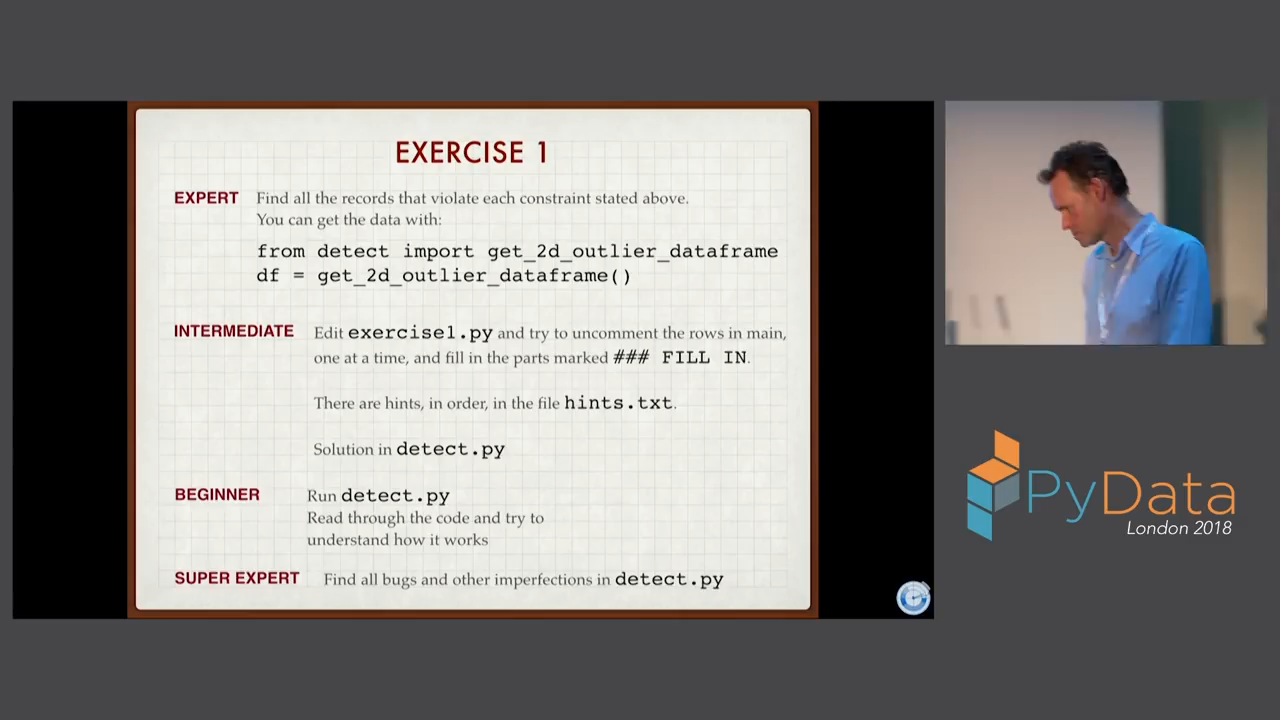 EXERCISE 1
EXPERT Find all the records that violate each constraint stated above.
You can get the data with:
from detect import get_2d_outlier_dataframe
df = get_2d_outlier_dataframe()
INTERMEDIATE Edit exercise1.py and try to uncomment the rows in main,
one at a time, and fill in the parts marked ### FILL IN.
There are hints, in order, in the file hints.txt.
Solution in detect.py
BEGINNER Run detect.py
Read through the code and try to
understand how it works
SUPER EXPERT Find all bugs and other imperfections in detect.py
PyData
London 2018